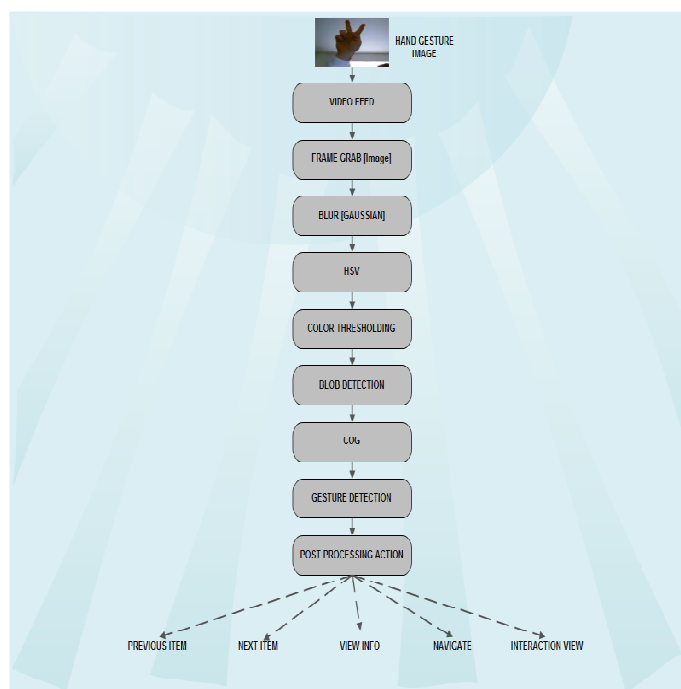 HAND GESTURE
IMAGE
VIDEO FEED
FRAME GRAB [Image]
BLUR [GAUSSIAN]
HSV
COLOR THRESHOLDING
BLOB DETECTION
COG
GESTURE DETECTION
POST PROCESSING ACTION
PREVIOUS ITEM NEXT ITEM VIEW INFO NAVIGATE INTERACTION VIEW